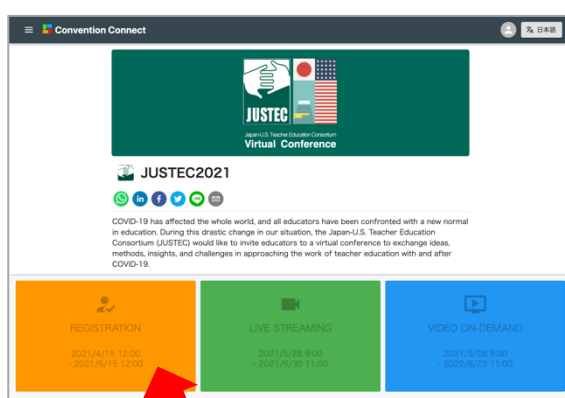 Convention Connect
日本語
JUSTEC
Japan-U.S. Teacher Education Consortium
Virtual Conference
JUSTEC2021
COVID-19 has affected the whole world, and all educators have been confronted with a new normal
in education. During this drastic change in our situation, the Japan-U.S. Teacher Education
Consortium (JUSTEC) would like to invite educators to a virtual conference to exchange ideas,
methods, insights, and challenges in approaching the work of teacher education with and after
COVID-19.
REGISTRATION
2021/4/15 12:00
- 2021/5/15 12:00
LIVE STREAMING
2021/5/28 9:00
- 2021/5/30 11:00
VIDEO ON-DEMAND
2021/5/28 9:00
- 2022/8/23 11:00